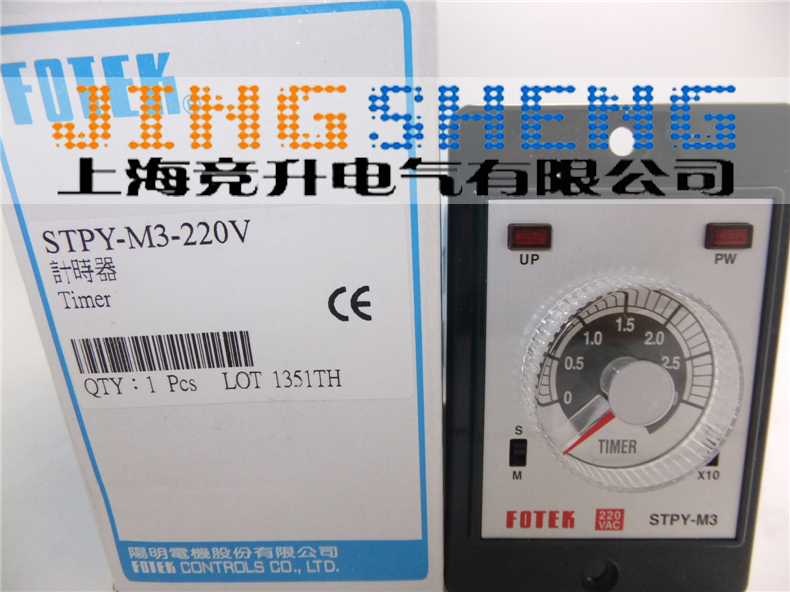 FOTEK
®
JINGSHENG
上海竞升电气有限公司
STPY-M3-220V
計時器
Timer
CE
QTY：1 Pcs LOT 1351TH
陽明電機股份有限公司
FOTEK CONTROLS CO., LTD.
UP PW
0 0.5 1.0 1.5 2.0 2.5
TIMER
S
M
X10
FOTEK 220 VAC STPY-M3